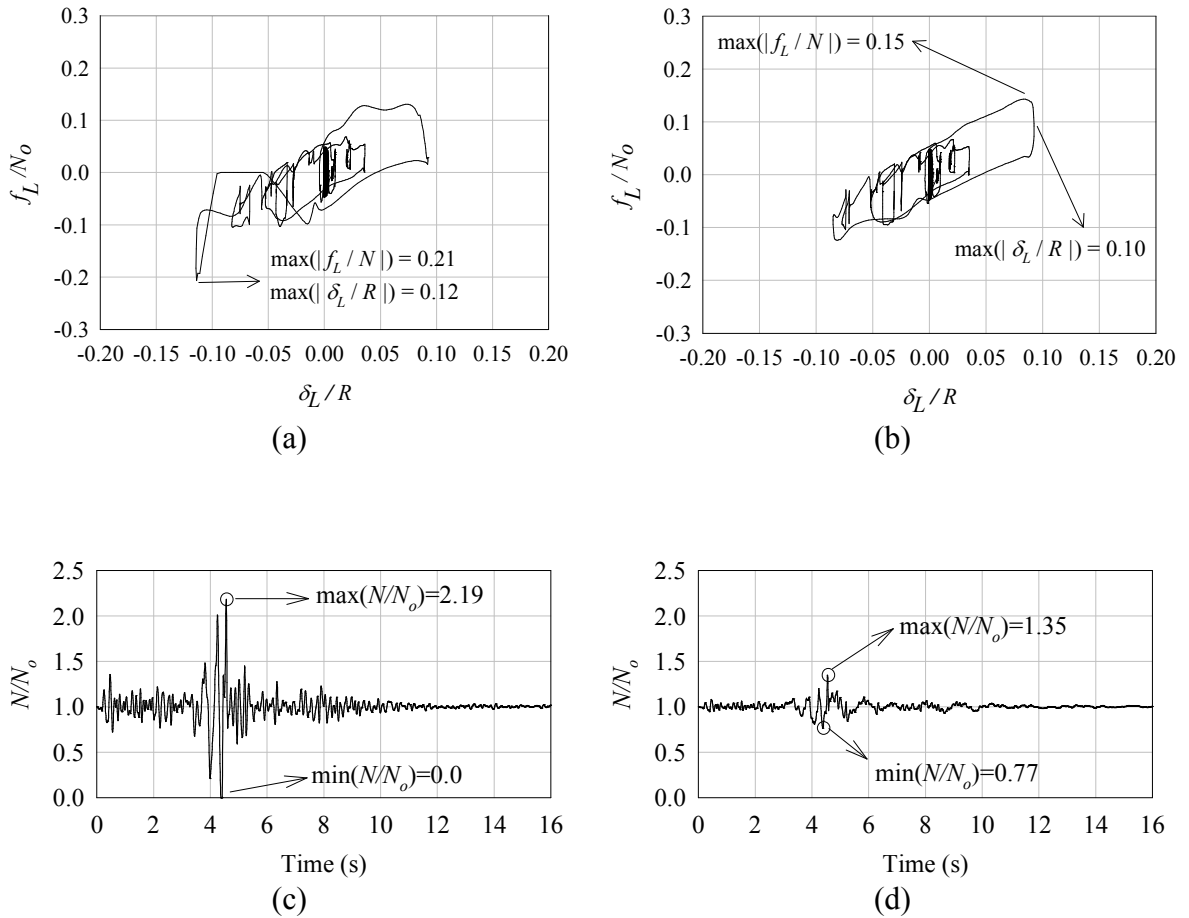 0.3
0.2
0.1
0.0
-0.1
-0.2
-0.3
f_L/N_o
max(| f_L / N |) = 0.21
max(| δ_L / R |) = 0.12
-0.20 -0.15 -0.10 -0.05 0.00 0.05 0.10 0.15 0.20
δ_L / R
(a)
0.3
0.2
0.1
0.0
-0.1
-0.2
-0.3
f_L/N_o
max(| f_L / N |) = 0.15
max(| δ_L / R |) = 0.10
-0.20 -0.15 -0.10 -0.05 0.00 0.05 0.10 0.15 0.20
δ_L / R
(b)
2.5
2.0
1.5
1.0
0.5
0.0
N/N_o
max(N/N_o)=2.19
min(N/N_o)=0.0
0 2 4 6 8 10 12 14 16
Time (s)
(c)
2.5
2.0
1.5
1.0
0.5
0.0
N/N_o
max(N/N_o)=1.35
min(N/N_o)=0.77
0 2 4 6 8 10 12 14 16
Time (s)
(d)